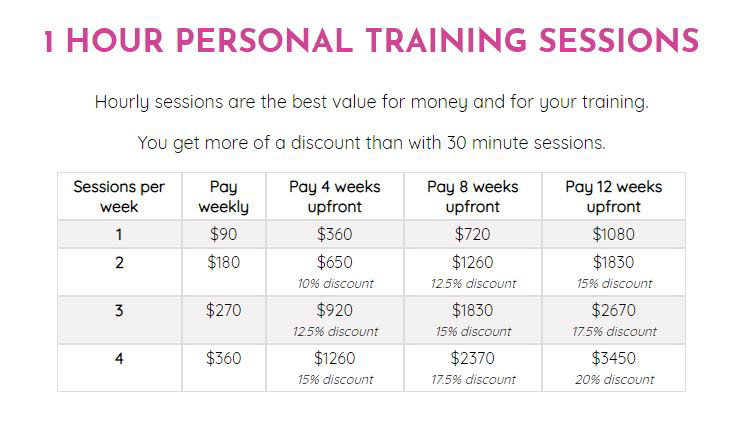 1 HOUR PERSONAL TRAINING SESSIONS
Hourly sessions are the best value for money and for your training.
You get more of a discount than with 30 minute sessions.
Sessions per week Pay weekly Pay 4 weeks upfront Pay 8 weeks upfront Pay 12 weeks upfront
1 $90 $360 $720 $1080
2 $180 $650 $1260 $1830
10% discount 12.5% discount 15% discount
3 $270 $920 $1830 $2670
12.5% discount 15% discount 17.5% discount
4 $360 $1260 $2370 $3450
15% discount 17.5% discount 20% discount